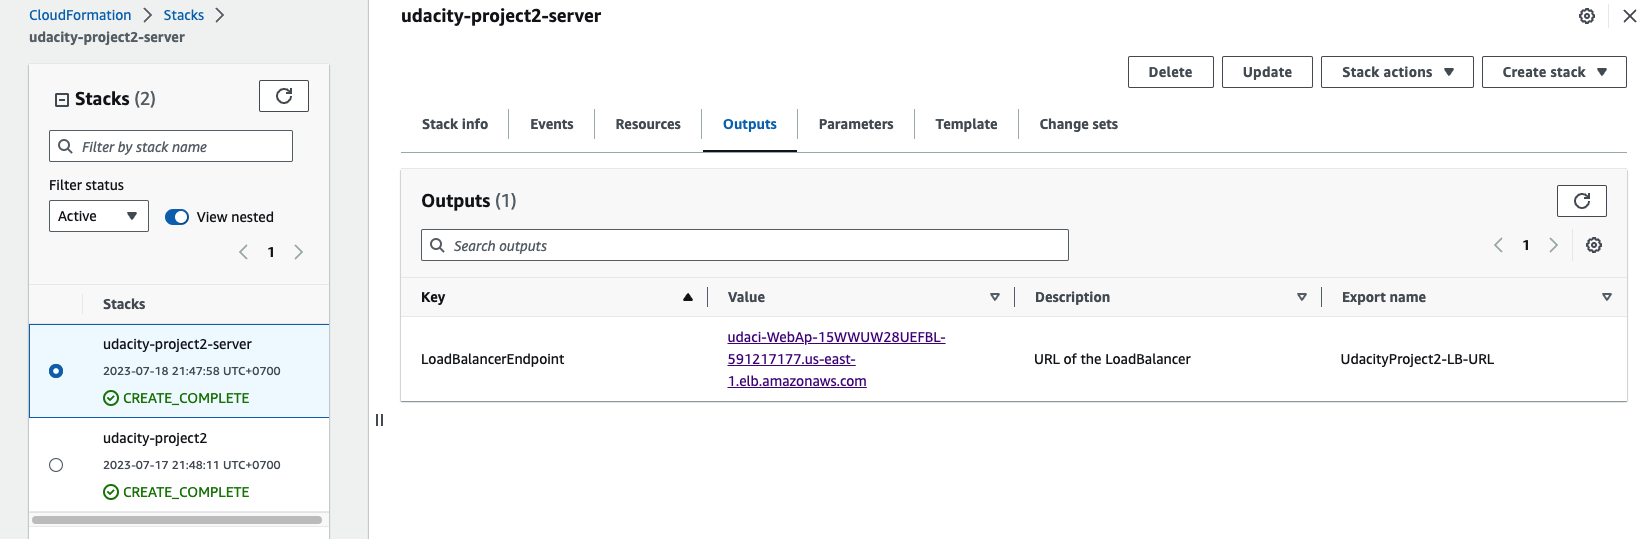 CloudFormation > Stacks >
udacity-project2-server
Stacks (2)
Filter by stack name
Filter status
Active
View nested
1
Stacks
udacity-project2-server
2023-07-18 21:47:58 UTC+0700
CREATE_COMPLETE
udacity-project2
2023-07-17 21:48:11 UTC+0700
CREATE_COMPLETE
udacity-project2-server
Delete Update Stack actions Create stack
Stack info Events Resources Outputs Parameters Template Change sets
Outputs (1)
Search outputs
1
Key Value Description Export name
LoadBalancerEndpoint
udaci-WebAp-15WWUW28UEFBL-
591217177.us-east-
1.elb.amazonaws.com
URL of the LoadBalancer
UdacityProject2-LB-URL